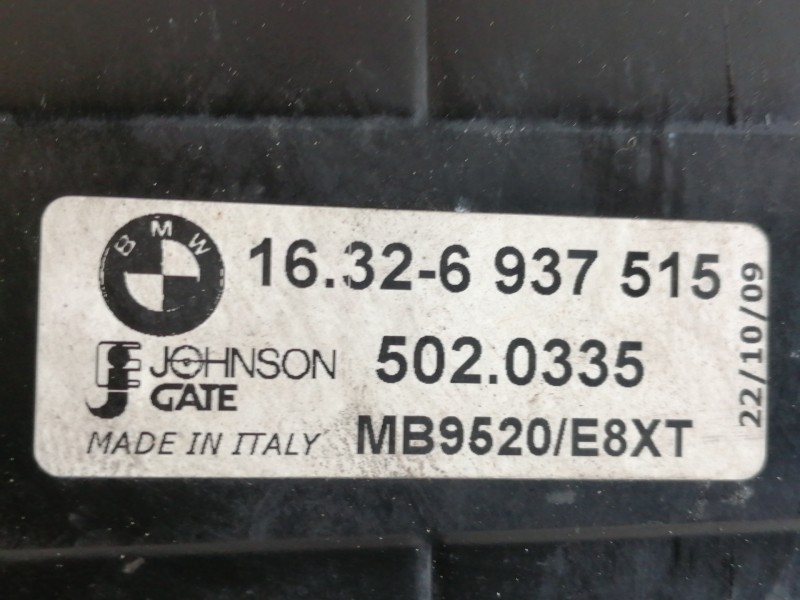 BMW
16.32-6 937 515
JOHNSON
GATE
502.0335
MADE IN ITALY
MB9520/E8XT
22/10/09